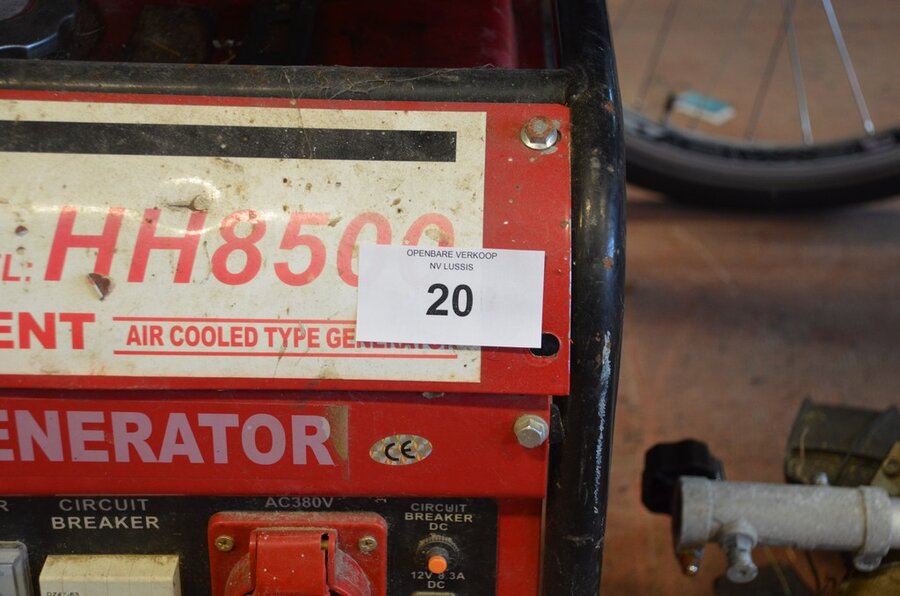 L: HH8500
OPENBARE VERKOOP
NV LUSSIS
20
ENT AIR COOLED TYPE GENERATOR
ENERATOR CE
R CIRCUIT
BREAKER
AC380V
CIRCUIT
BREAKER
DC
12V 8.3A
DC